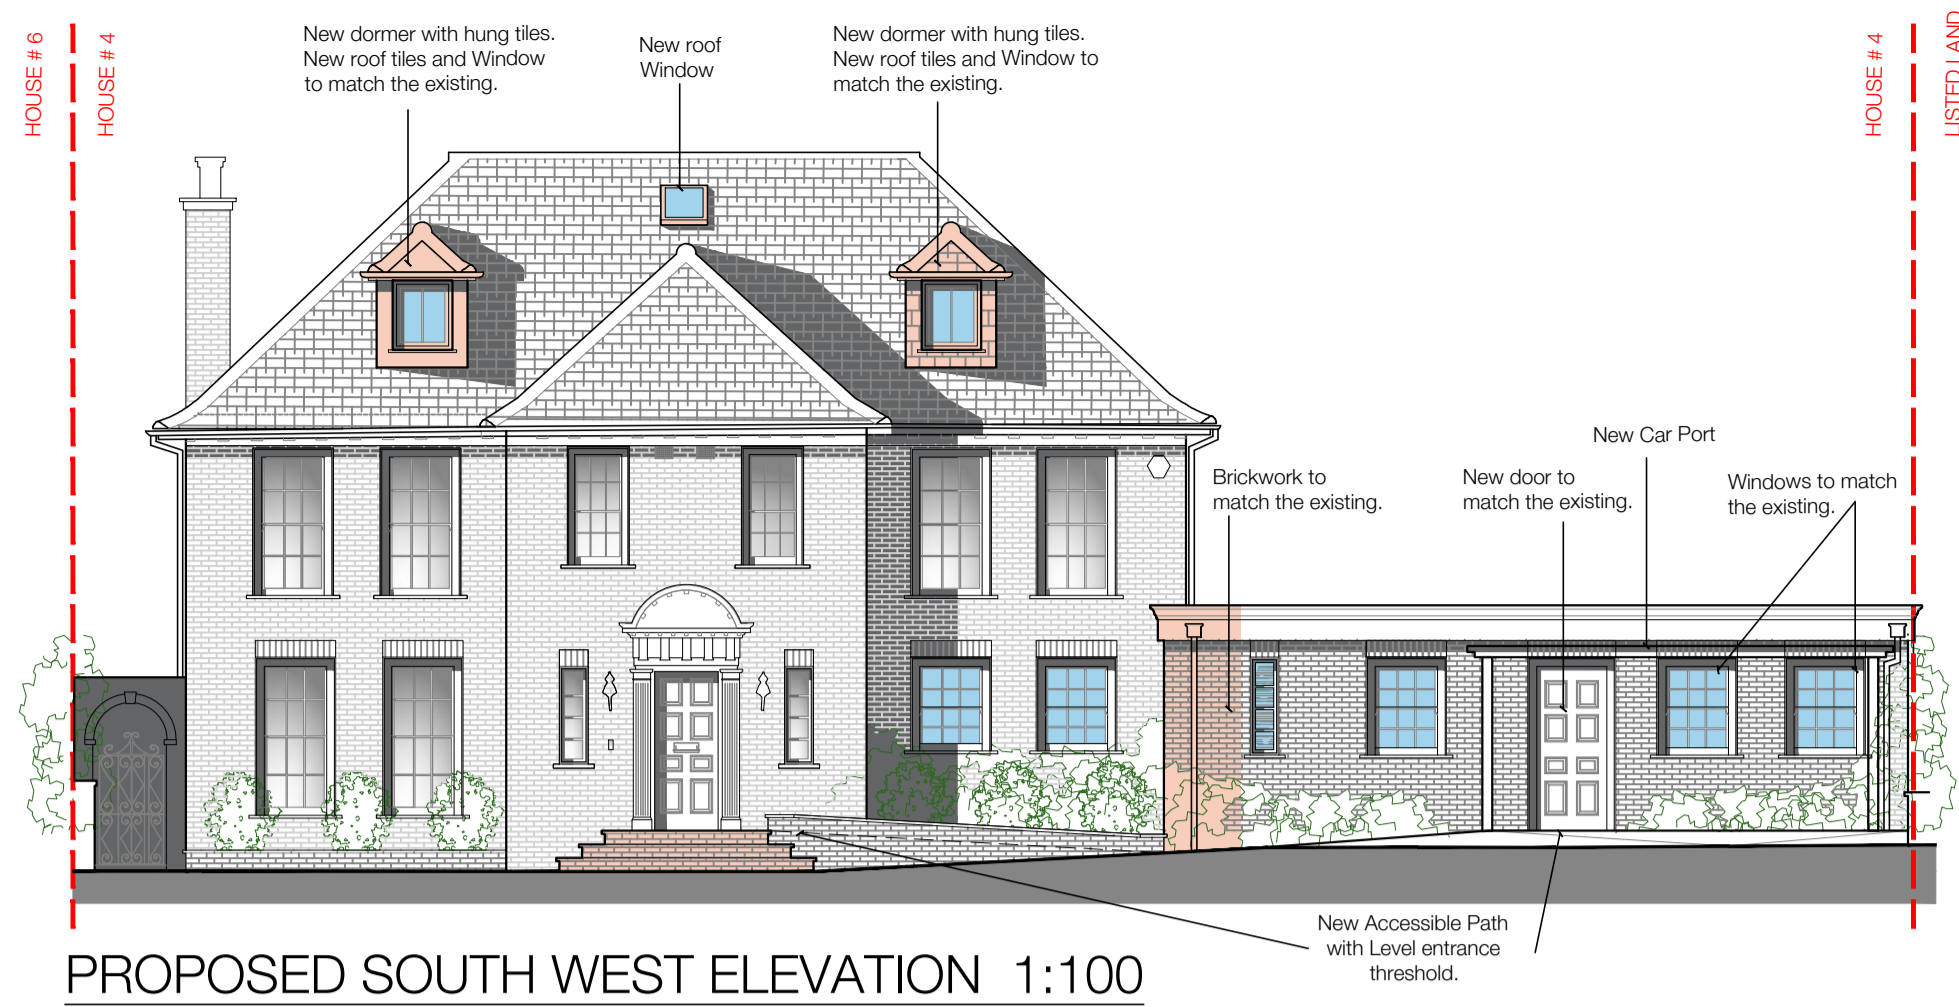 HOUSE # 6
HOUSE # 4
New dormer with hung tiles.
New roof tiles and Window
to match the existing.
New roof
Window
New dormer with hung tiles.
New roof tiles and Window to
match the existing.
HOUSE # 4
LISTED LAND
Brickwork to
match the existing.
New door to
match the existing.
New Car Port
Windows to match
the existing.
New Accessible Path
with Level entrance
threshold.
PROPOSED SOUTH WEST ELEVATION 1:100